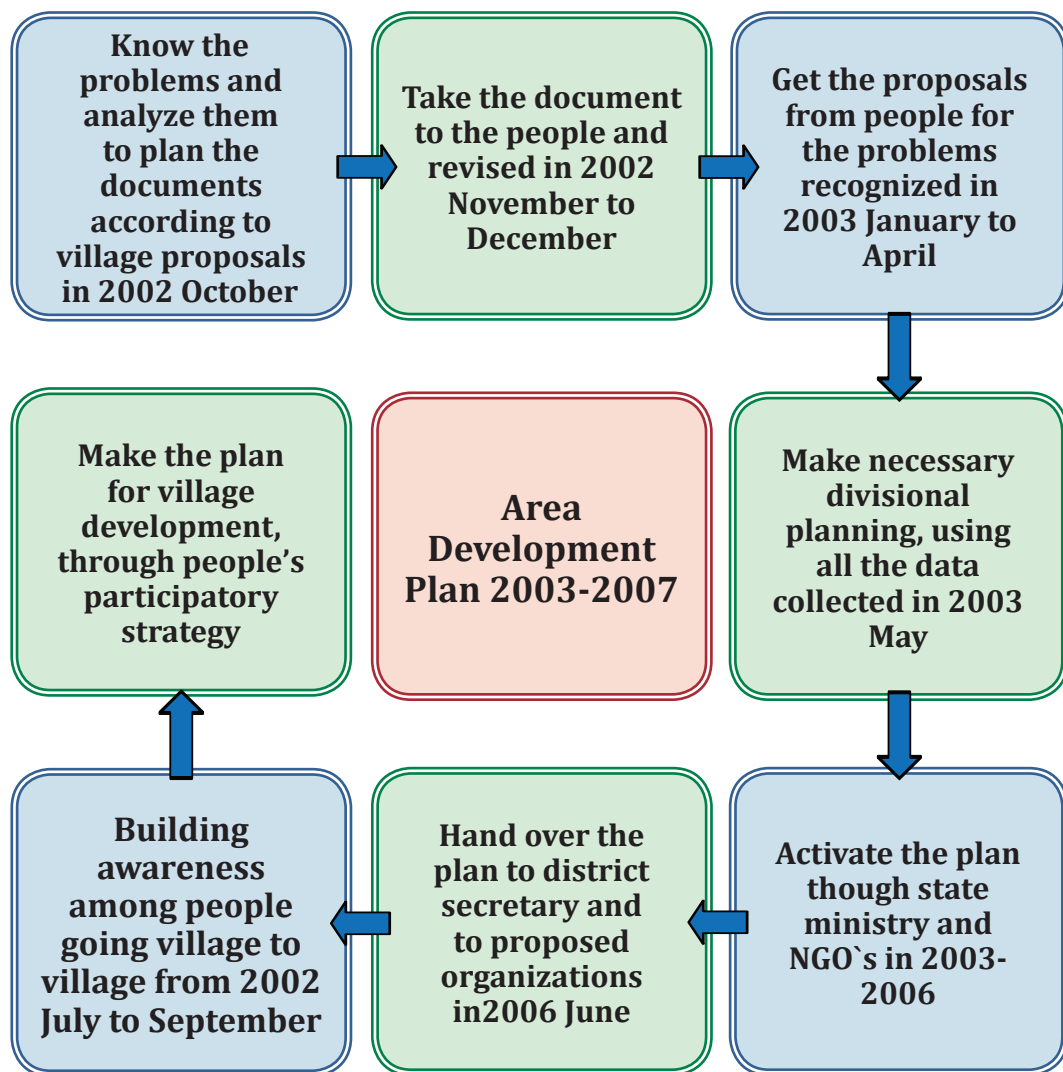 Know the
problems and
analyze them
to plan the
documents
according to
village proposals
in 2002 October
Take the document
to the people and
revised in 2002
November to
December
Get the proposals
from people for
the problems
recognized in
2003 January to
April
Make the plan
for village
development,
through people’s
participatory
strategy
Area
Development
Plan 2003-2007
Make necessary
divisional
planning, using
all the data
collected in 2003
May
Building
awareness
among people
going village to
village from 2002
July to September
Hand over the
plan to district
secretary and
to proposed
organizations
in2006 June
Activate the plan
though state
ministry and
NGO`s in 2003-
2006